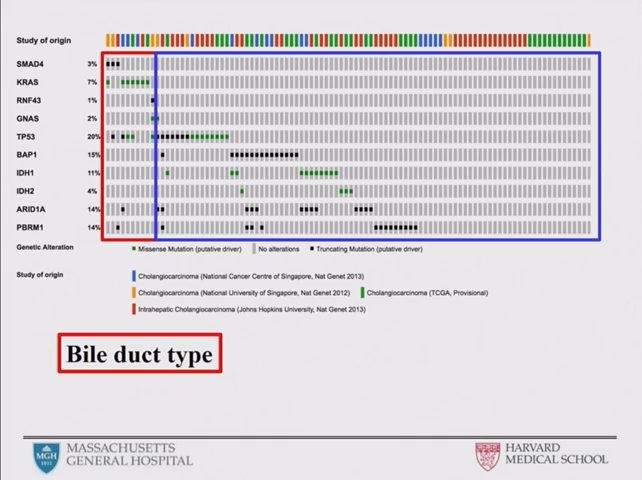 Study of origin
SMAD4 3%
KRAS 7%
RNF43 1%
GNAS 2%
TP53 20%
BAP1 15%
IDH1 11%
IDH2 4%
ARID1A 14%
PBRM1 14%
Genetic Alteration Missense Mutation (putative driver) No alterations Truncating Mutation (putative driver)
Study of origin Cholangiocarcinoma (National Cancer Centre of Singapore, Nat Genet 2013)
Cholangiocarcinoma (National University of Singapore, Nat Genet 2012) Cholangiocarcinoma (TCGA, Provisional)
Intrahepatic Cholangiocarcinoma (Johns Hopkins University, Nat Genet 2013)
Bile duct type
MGH
1811
MASSACHUSETTS
GENERAL HOSPITAL
HARVARD
MEDICAL SCHOOL